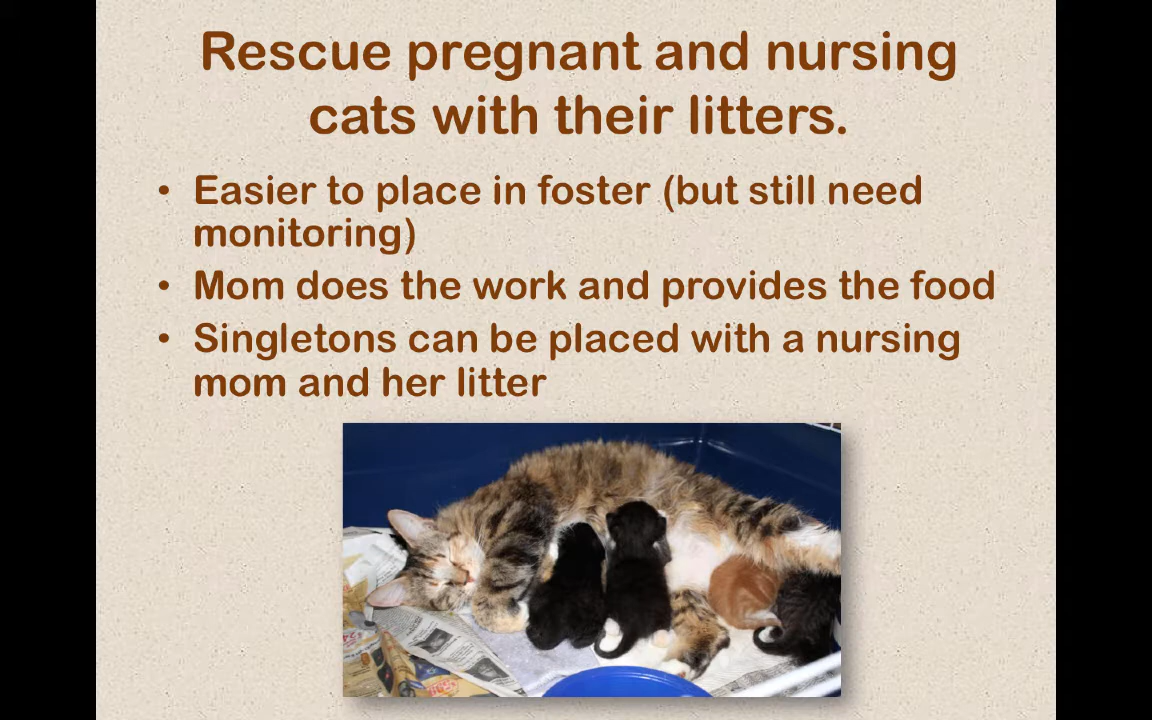 Rescue pregnant and nursing
cats with their litters.
• Easier to place in foster (but still need
monitoring)
• Mom does the work and provides the food
• Singletons can be placed with a nursing
mom and her litter